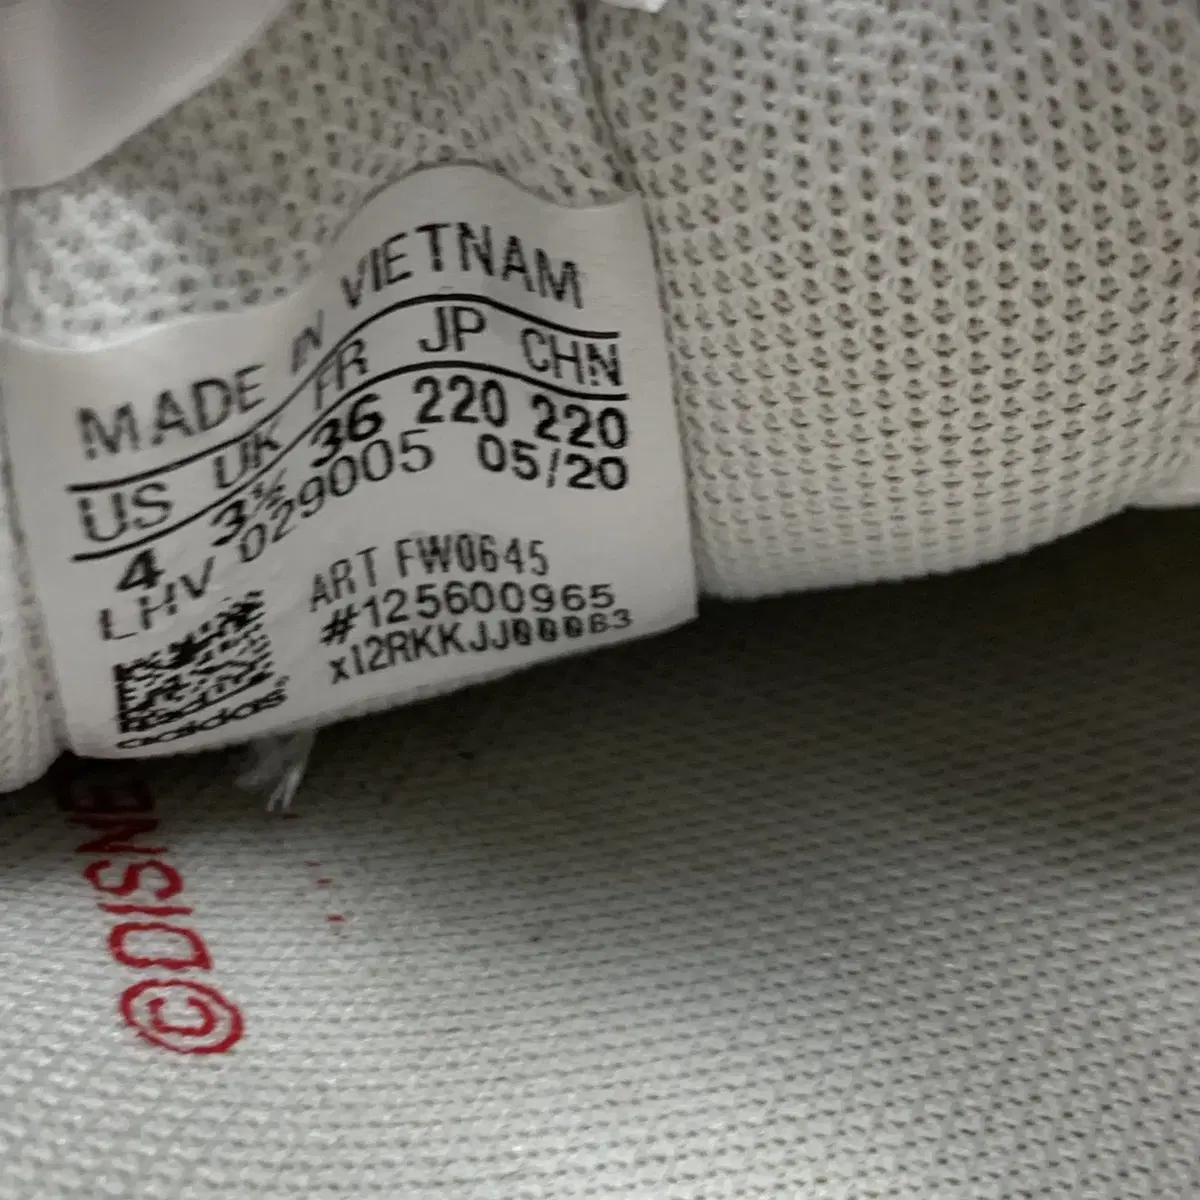 MADE IN VIETNAM
US UK FR JP CHN
4 3½ 36 220 220
LHV 029005 05/20
ART FW0645
#125600965
adidas
©DISNE